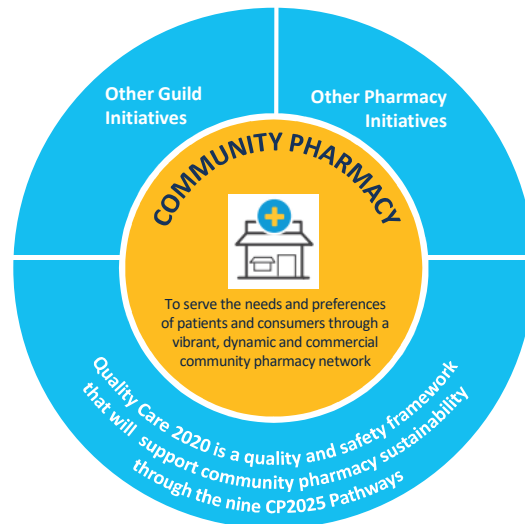 Other Guild
Initiatives
Other Pharmacy
Initiatives
COMMUNITY PHARMACY
To serve the needs and preferences
of patients and consumers through a
vibrant, dynamic and commercial
community pharmacy network
Quality Care 2020 is a quality and safety framework
that will support community pharmacy sustainability
through the nine CP2025 Pathways